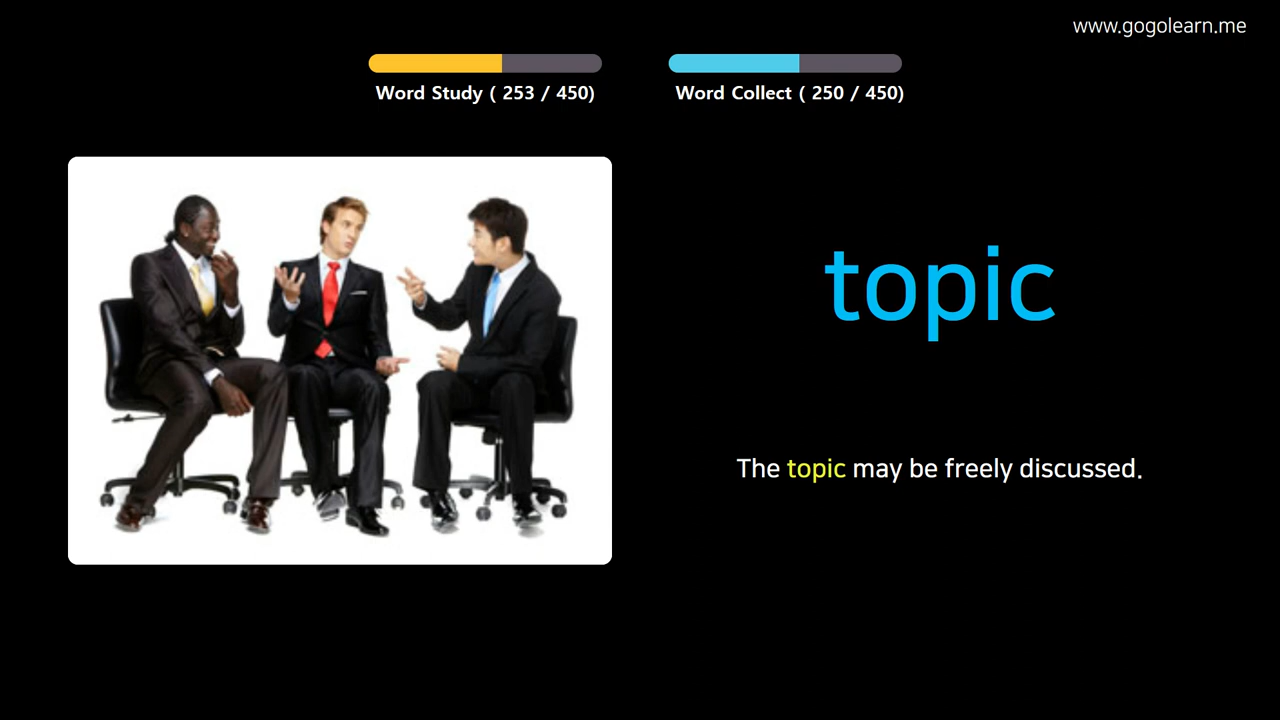 www.gogolearn.me
Word Study ( 253 / 450)
Word Collect ( 250 / 450)
topic
The topic may be freely discussed.